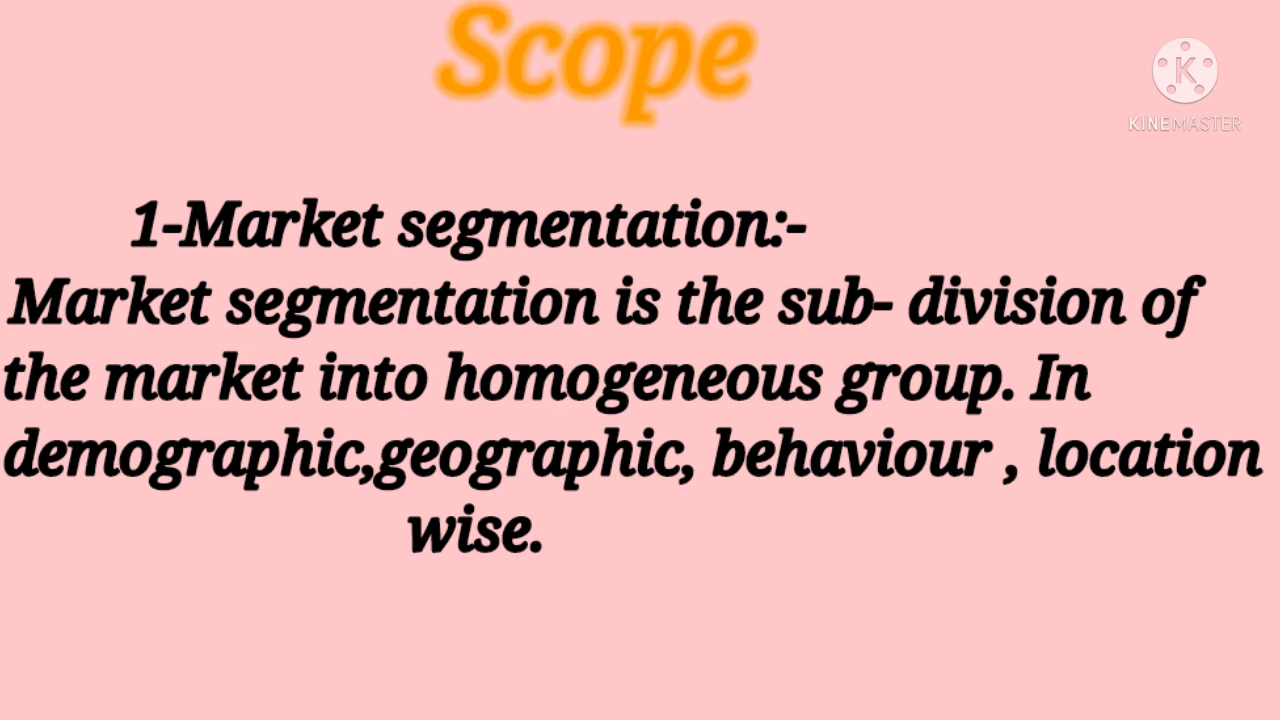 Scope
K
KINEMASTER
1-Market segmentation:-
Market segmentation is the sub- division of
the market into homogeneous group. In
demographic,geographic, behaviour , location
wise.